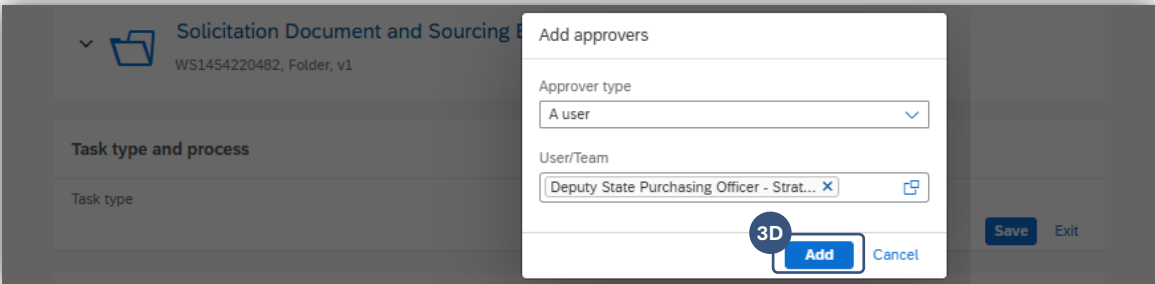 Solicitation Document and Sourcing E
WS1454220482, Folder, v1
Task type and process
Task type
Save Exit
Add approvers
Approver type
A user
User/Team
Deputy State Purchasing Officer - Strat... ×
3D
Add Cancel